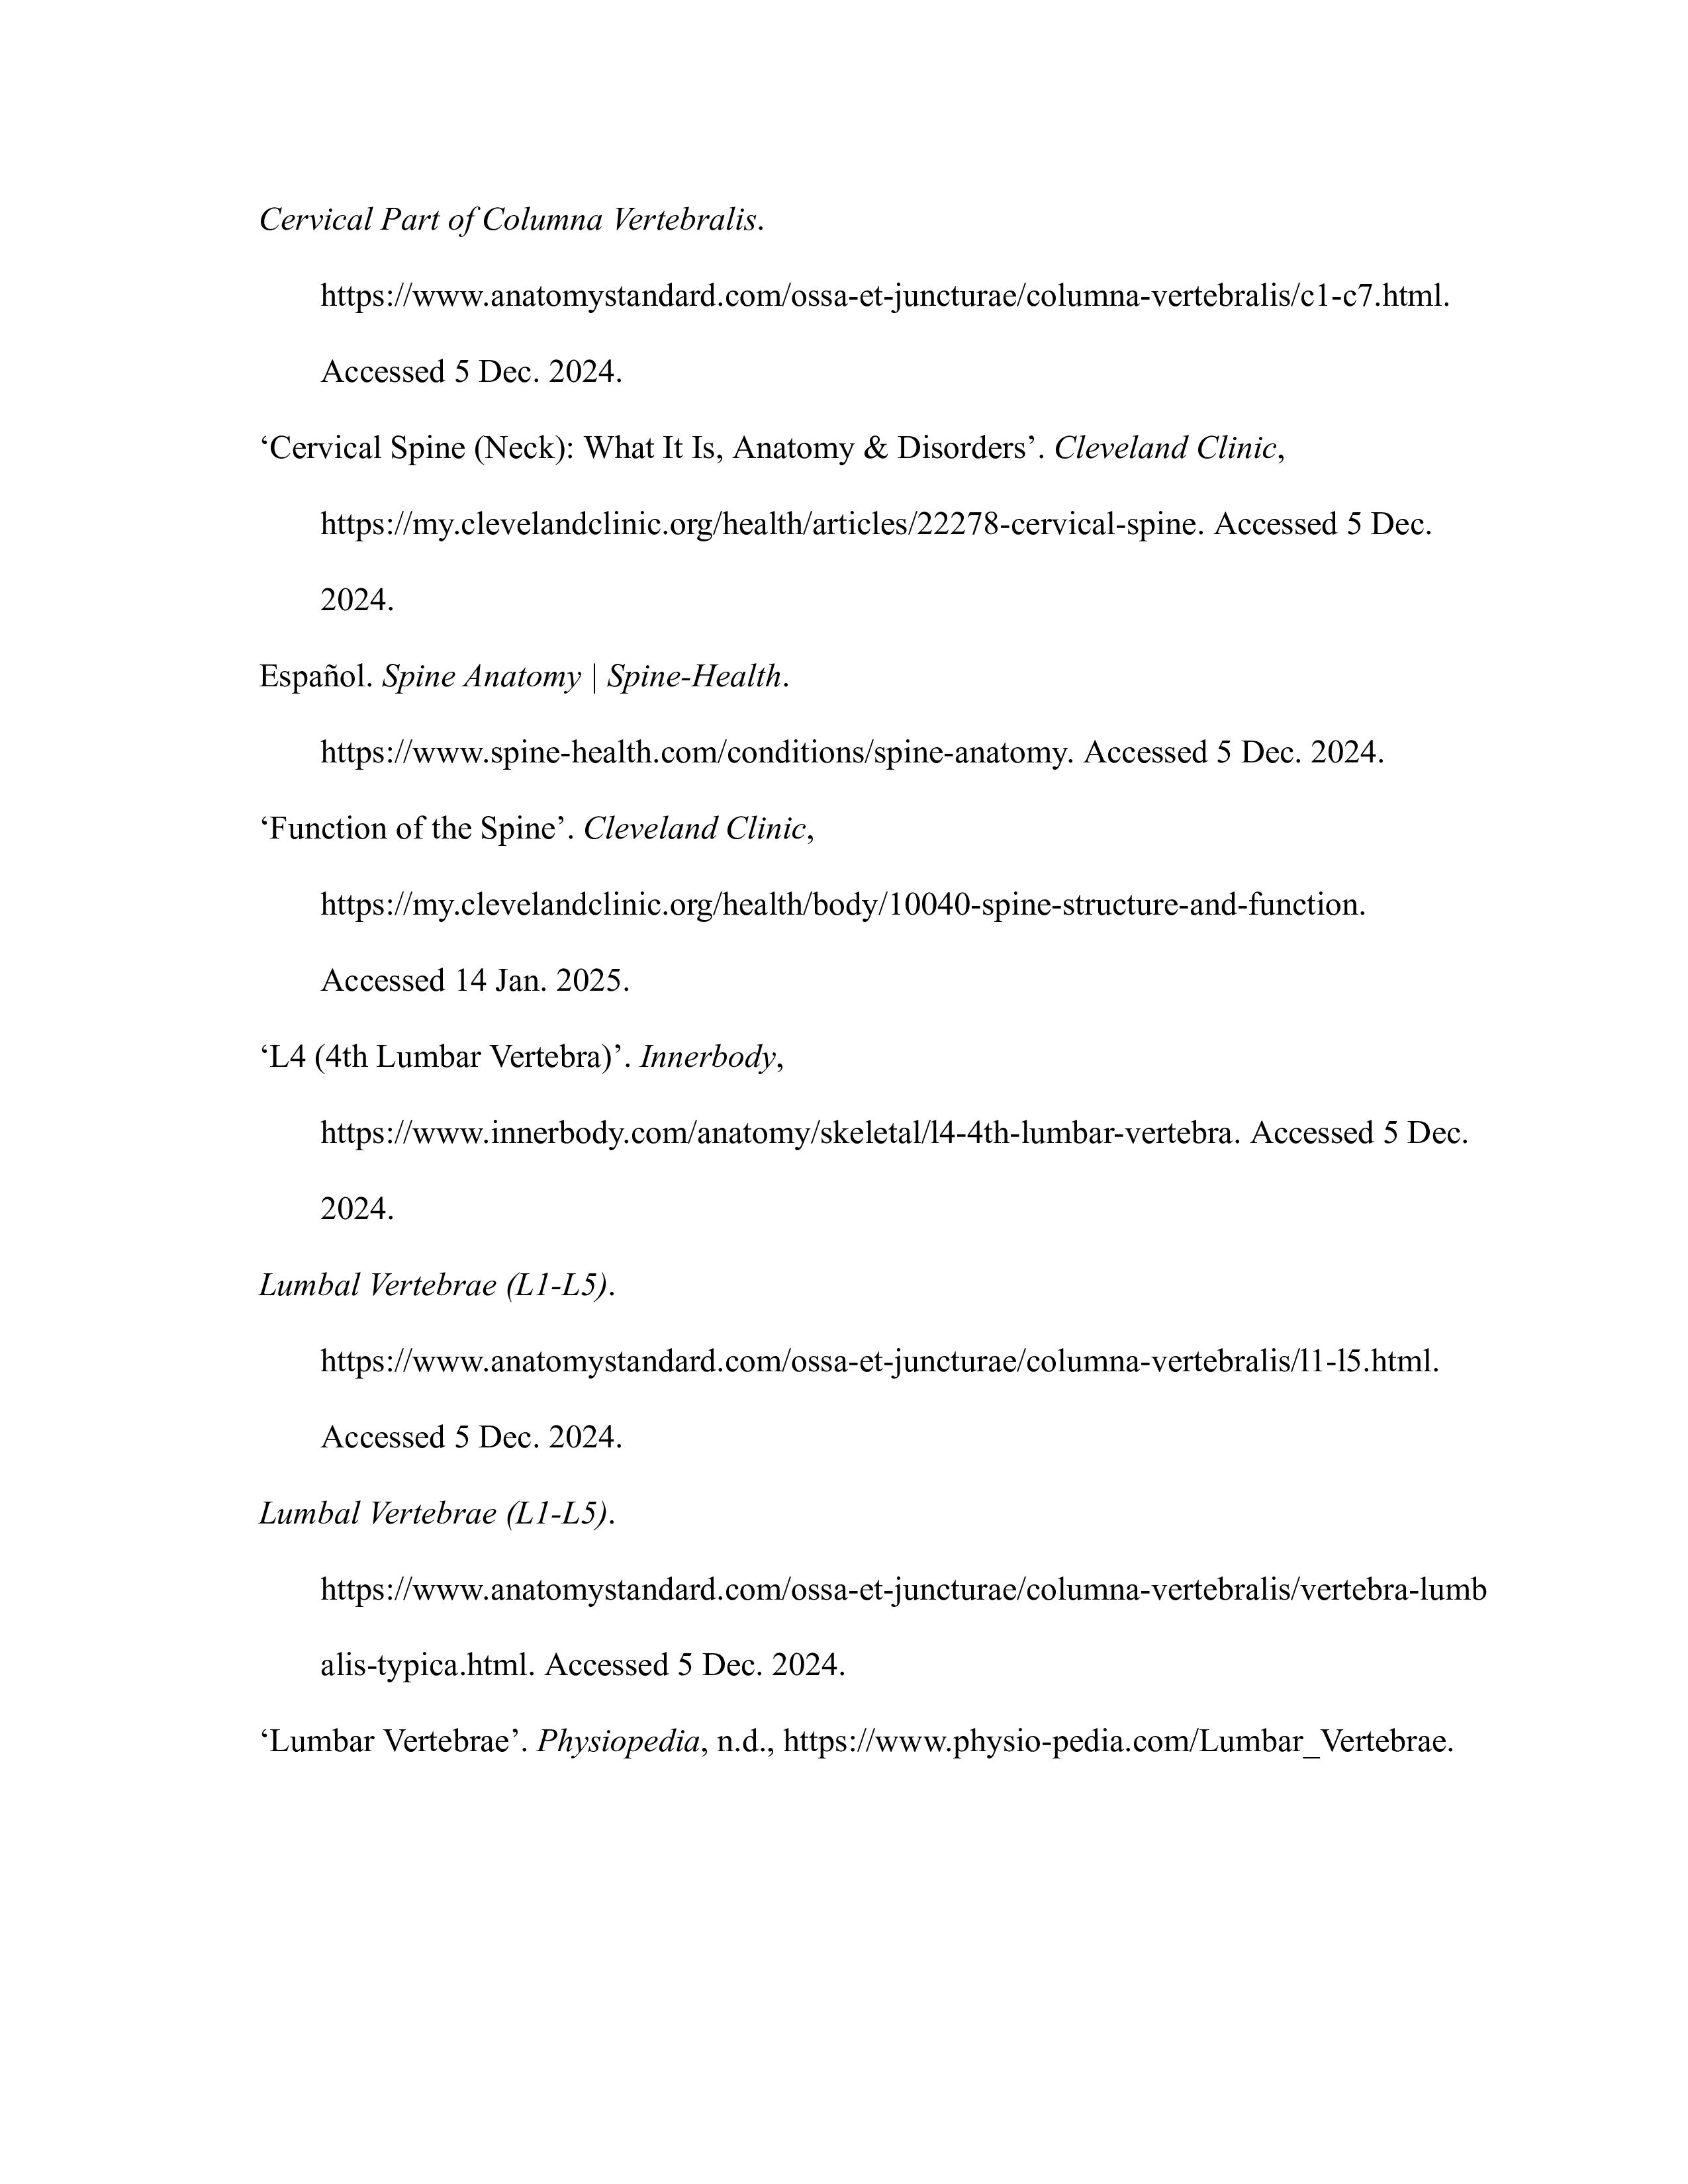 Cervical Part of Columna Vertebralis.
https://www.anatomystandard.com/ossa-et-juncturae/columna-vertebralis/c1-c7.html.
Accessed 5 Dec. 2024.
‘Cervical Spine (Neck): What It Is, Anatomy & Disorders’. Cleveland Clinic,
https://my.clevelandclinic.org/health/articles/22278-cervical-spine. Accessed 5 Dec.
2024.
Español. Spine Anatomy | Spine-Health.
https://www.spine-health.com/conditions/spine-anatomy. Accessed 5 Dec. 2024.
‘Function of the Spine’. Cleveland Clinic,
https://my.clevelandclinic.org/health/body/10040-spine-structure-and-function.
Accessed 14 Jan. 2025.
‘L4 (4th Lumbar Vertebra)’. Innerbody,
https://www.innerbody.com/anatomy/skeletal/l4-4th-lumbar-vertebra. Accessed 5 Dec.
2024.
Lumbal Vertebrae (L1-L5).
https://www.anatomystandard.com/ossa-et-juncturae/columna-vertebralis/l1-l5.html.
Accessed 5 Dec. 2024.
Lumbal Vertebrae (L1-L5).
https://www.anatomystandard.com/ossa-et-juncturae/columna-vertebralis/vertebra-lumb
alis-typica.html. Accessed 5 Dec. 2024.
‘Lumbar Vertebrae’. Physiopedia, n.d., https://www.physio-pedia.com/Lumbar_Vertebrae.